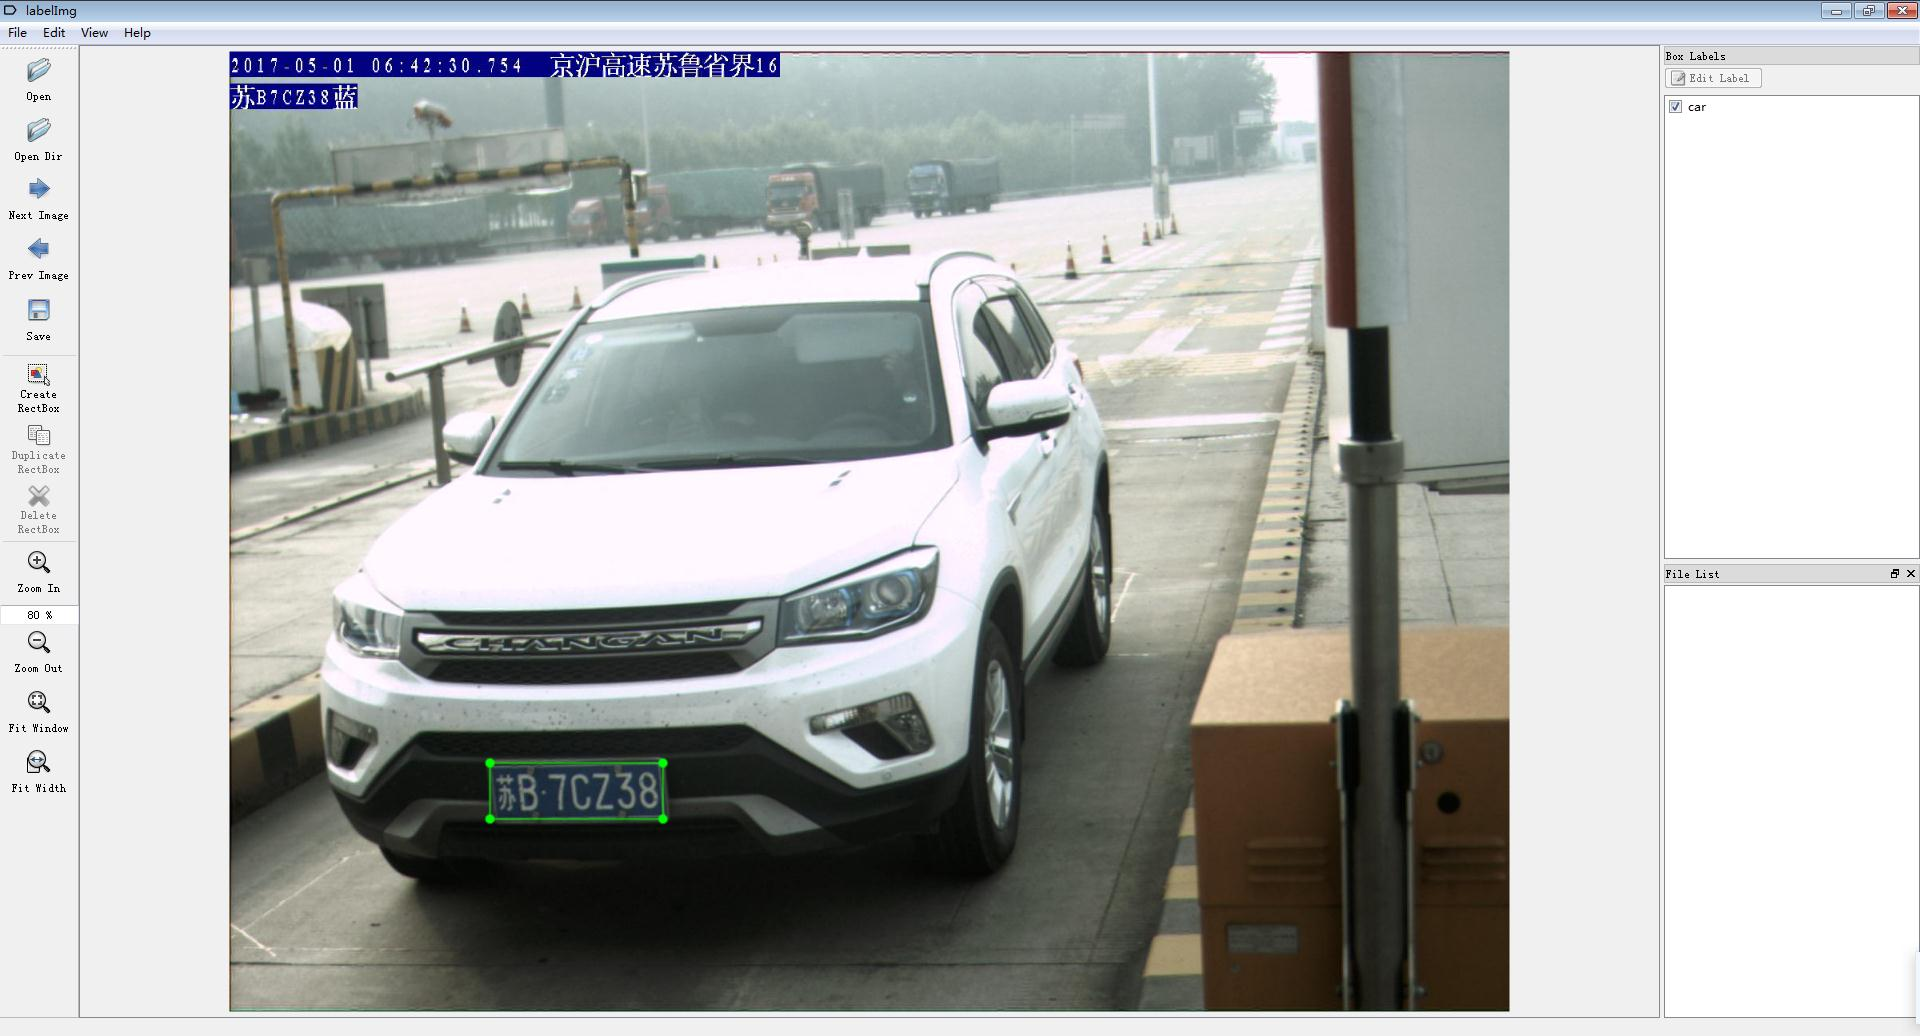 labelImg
File Edit View Help
Open
Open Dir
Next Image
Prev Image
Save
Create
RectBox
Duplicate
RectBox
Delete
RectBox
Zoom In
80 %
Zoom Out
Fit Window
Fit Width
2017-05-01 06:42:30.754 京沪高速苏鲁省界16
苏B7CZ38蓝
CHANGAN
苏B·7CZ38
Box Labels
Edit Label
car
File List